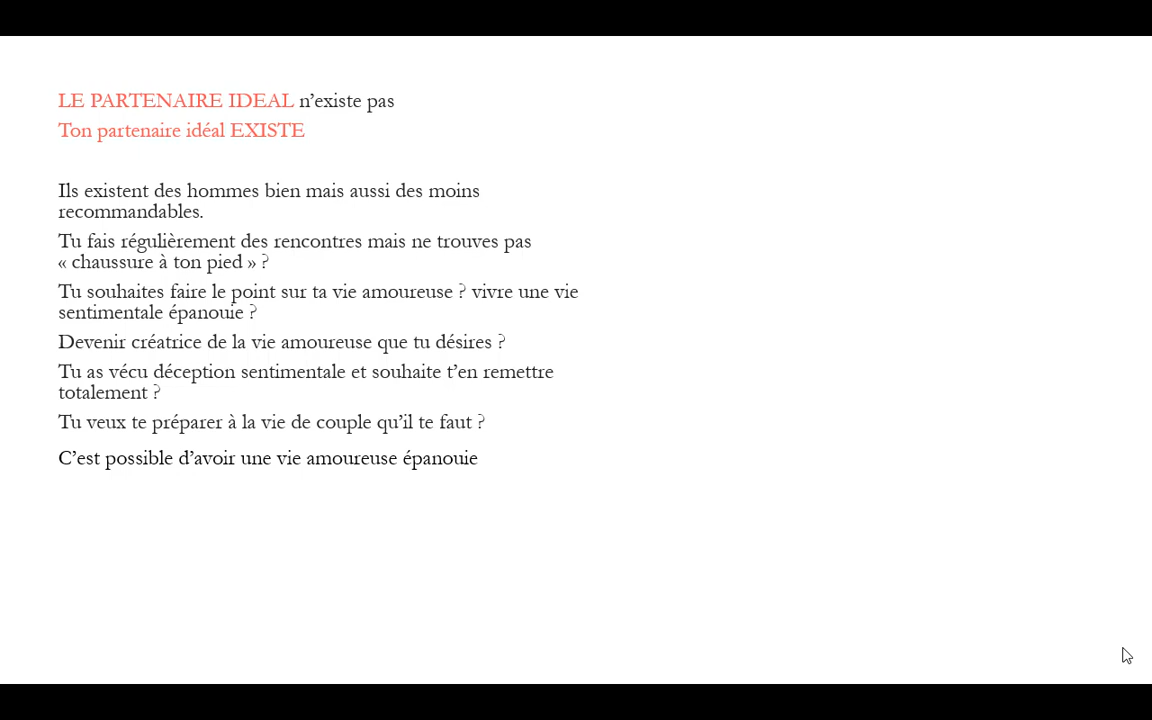 LE PARTENAIRE IDEAL n’existe pas
Ton partenaire idéal EXISTE
Ils existent des hommes bien mais aussi des moins
recommandables.
Tu fais régulièrement des rencontres mais ne trouves pas
« chaussure à ton pied » ?
Tu souhaites faire le point sur ta vie amoureuse ? vivre une vie
sentimentale épanouie ?
Devenir créatrice de la vie amoureuse que tu désires ?
Tu as vécu déception sentimentale et souhaite t’en remettre
totalement ?
Tu veux te préparer à la vie de couple qu’il te faut ?
C’est possible d’avoir une vie amoureuse épanouie